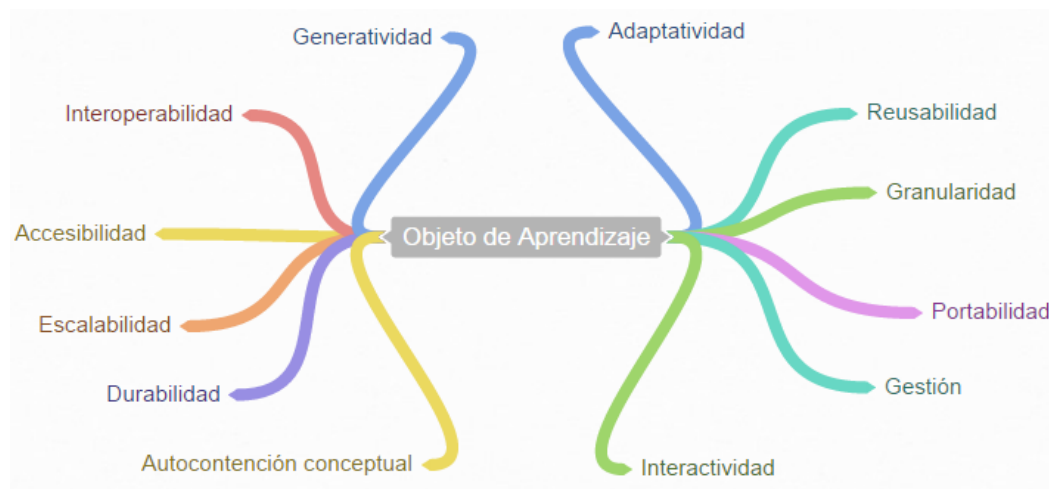 Generatividad
Adaptatividad
Interoperabilidad
Reusabilidad
Granularidad
Accesibilidad
Objeto de Aprendizaje
Escalabilidad
Portabilidad
Durabilidad
Gestión
Autocontención conceptual
Interactividad